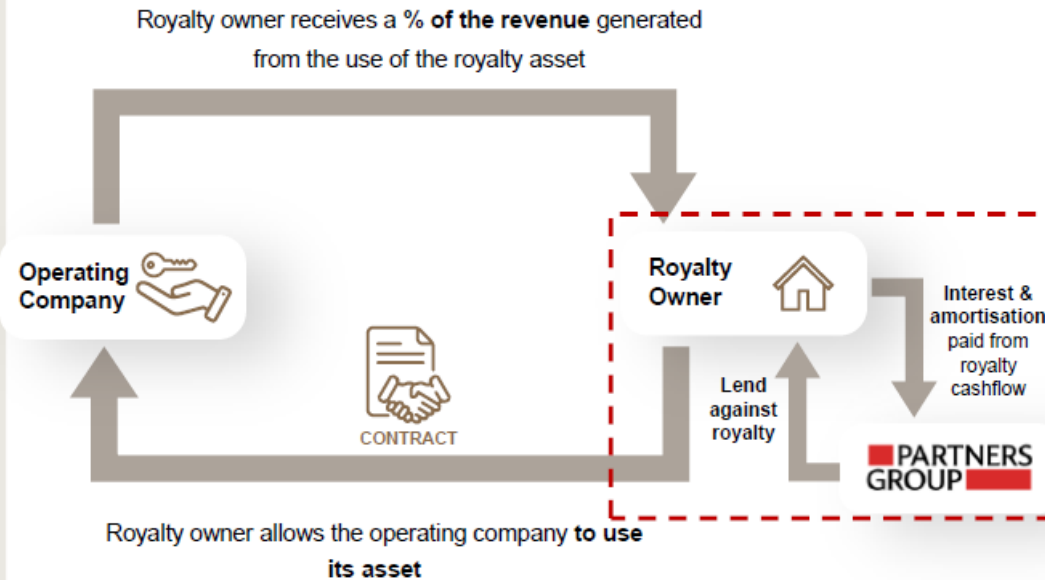 Royalty owner receives a % of the revenue generated
from the use of the royalty asset
Operating
Company
Royalty
Owner
Interest &
amortisation
paid from
royalty
cashflow
Lend
against
royalty
CONTRACT
PARTNERS
GROUP
Royalty owner allows the operating company to use
its asset